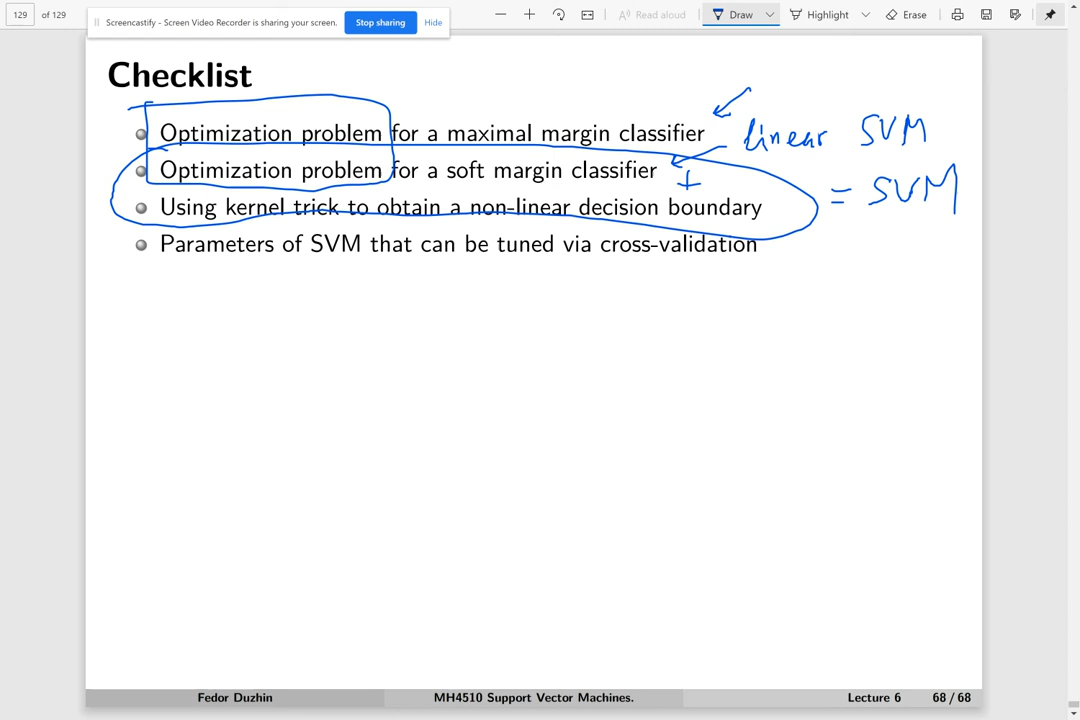 129 of 129
Screencastify - Screen Video Recorder is sharing your screen. Stop sharing Hide
Read aloud Draw Highlight Erase
Checklist
Optimization problem for a maximal margin classifier
linear SVM
Optimization problem for a soft margin classifier
+
= SVM
Using kernel trick to obtain a non-linear decision boundary
Parameters of SVM that can be tuned via cross-validation
Fedor Duzhin MH4510 Support Vector Machines. Lecture 6 68 / 68